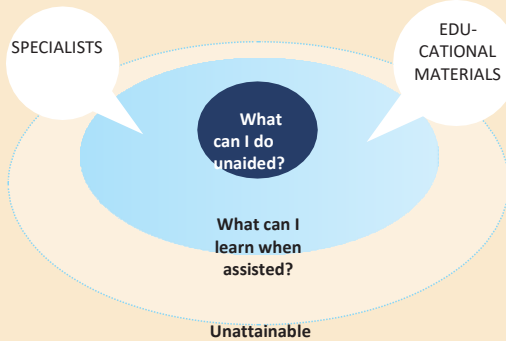 SPECIALISTS
EDU-
CATIONAL
MATERIALS
What
can I do
unaided?
What can I
learn when
assisted?
Unattainable